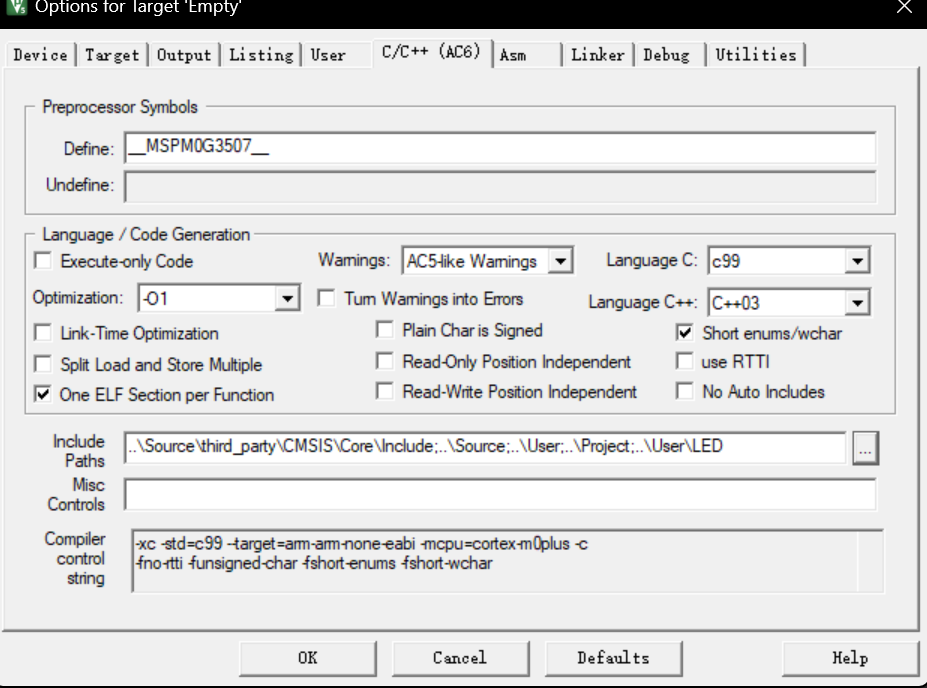 Options for Target 'Empty'
Device Target Output Listing User C/C++ (AC6) Asm Linker Debug Utilities
Preprocessor Symbols
Define: __MSPM0G3507__
Undefine:
Language / Code Generation
Execute-only Code Warnings: AC5-like Warnings Language C: c99
Optimization: -O1 Turn Warnings into Errors Language C++: C++03
Link-Time Optimization Plain Char is Signed Short enums/wchar
Split Load and Store Multiple Read-Only Position Independent use RTTI
One ELF Section per Function Read-Write Position Independent No Auto Includes
Include
Paths
..\Source\third_party\CMSIS\Core\Include;..\Source;..\User;..\Project;..\User\LED
...
Misc
Controls
Compiler
control
string
-xc -std=c99 --target=arm-arm-none-eabi -mcpu=cortex-m0plus -c
-fno-rtti -funsigned-char -fshort-enums -fshort-wchar
OK Cancel Defaults Help